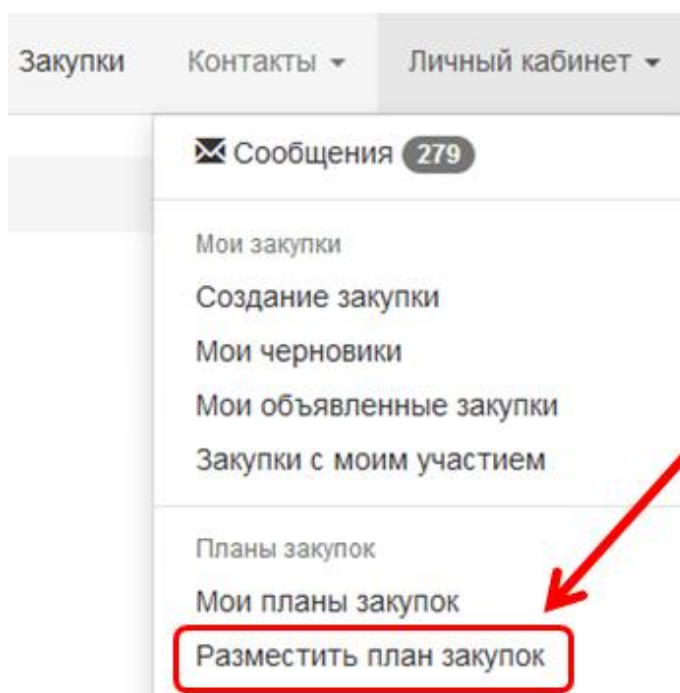 Закупки Контакты Личный кабинет
Сообщения 279
Мои закупки
Создание закупки
Мои черновики
Мои объявленные закупки
Закупки с моим участием
Планы закупок
Мои планы закупок
Разместить план закупок